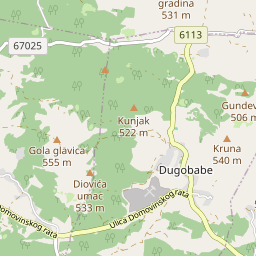 gradina
531 m
6113
67025
Gundev
506 m
Kunjak
522 m
Gola glavica
555 m
Kruna
540 m
Dugobabe
Diovića
umac
533 m
Domovinskog rata
Ulica Domovinskog rata